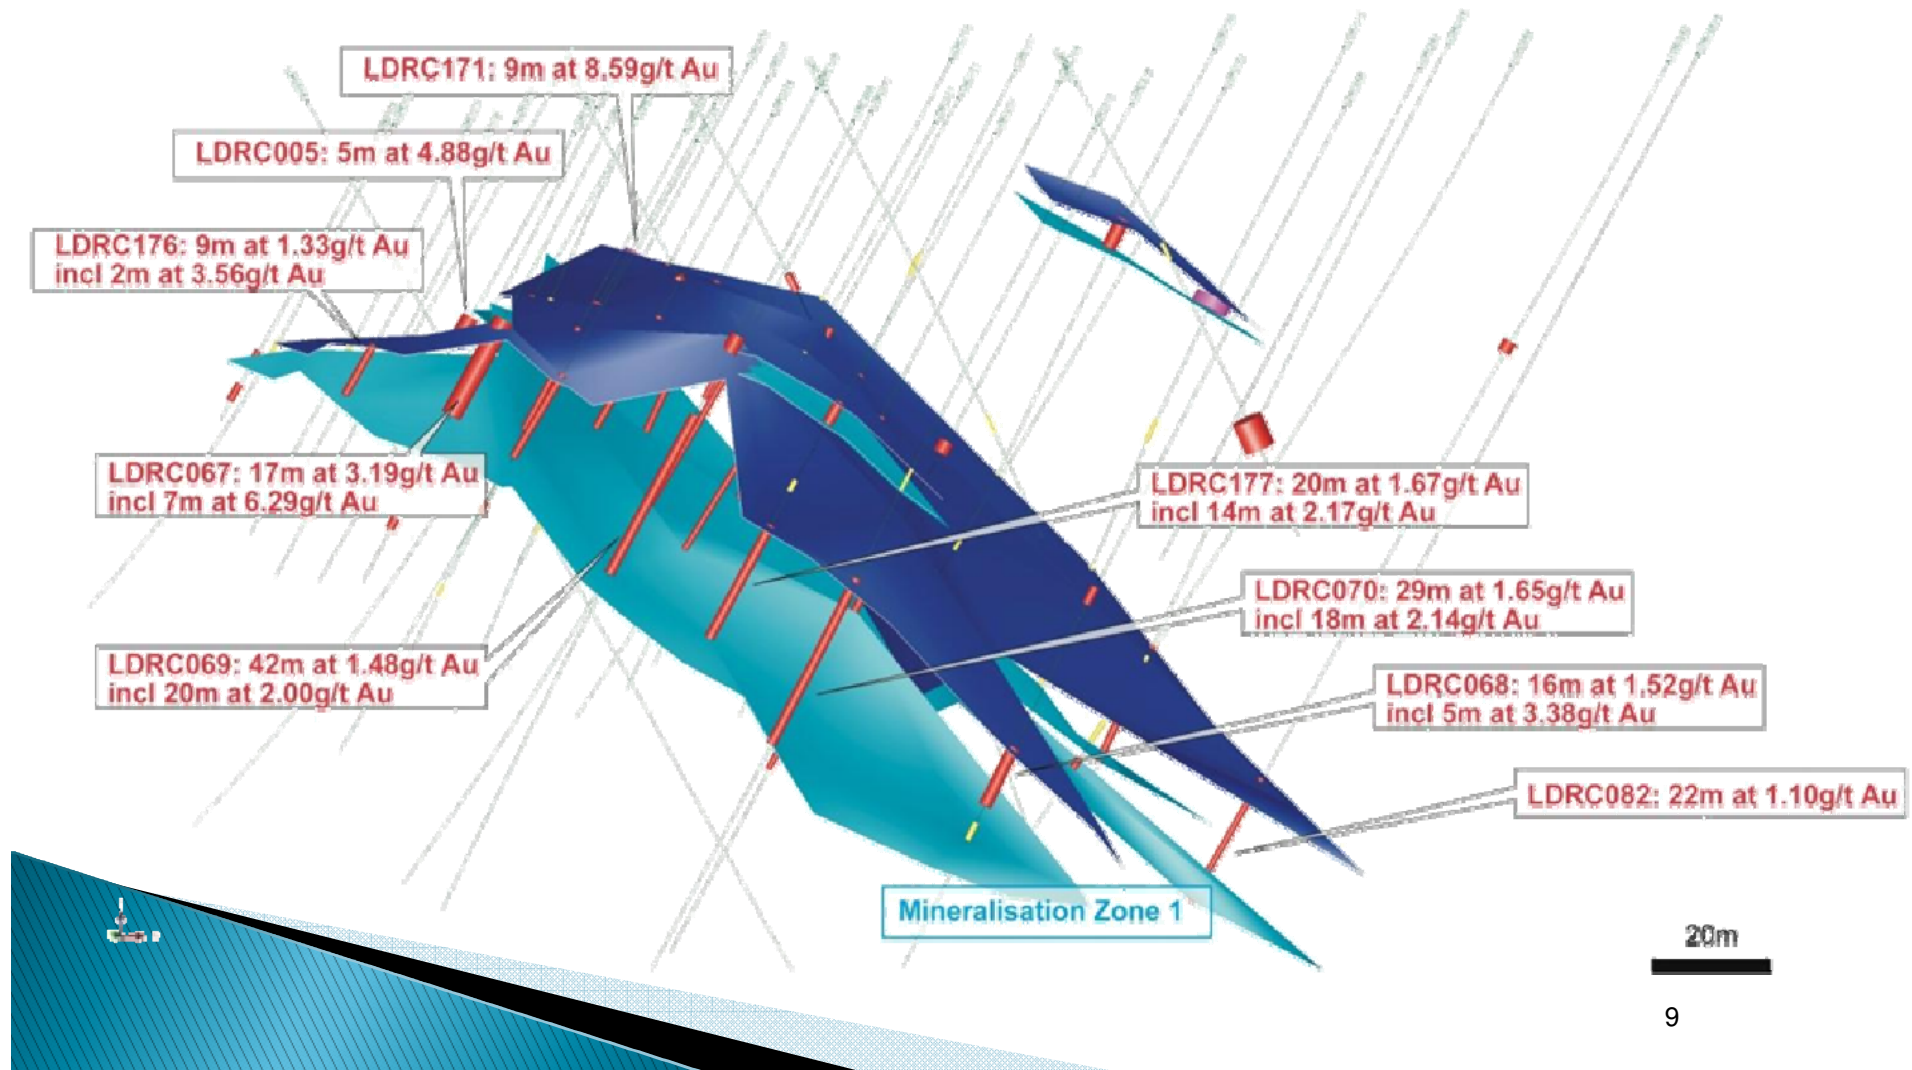 LDRC171: 9m at 8.59g/t Au
LDRC005: 5m at 4.88g/t Au
LDRC176: 9m at 1.33g/t Au
incl 2m at 3.56g/t Au
LDRC067: 17m at 3.19g/t Au
incl 7m at 6.29g/t Au
LDRC177: 20m at 1.67g/t Au
incl 14m at 2.17g/t Au
LDRC070: 29m at 1.65g/t Au
incl 18m at 2.14g/t Au
LDRC069: 42m at 1.48g/t Au
incl 20m at 2.00g/t Au
LDRC068: 16m at 1.52g/t Au
incl 5m at 3.38g/t Au
LDRC082: 22m at 1.10g/t Au
Mineralisation Zone 1
20m
9